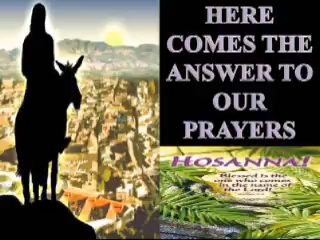 HERE
COMES THE
ANSWER TO
OUR
PRAYERS
HOSANNA!
Blessed is the
one who comes
in the name of
the Lord!